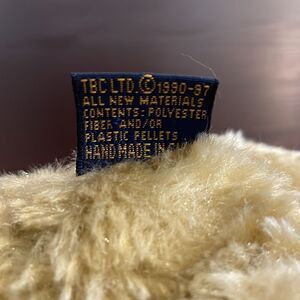 TBC LTD. © 1990-97
ALL NEW MATERIALS
CONTENTS: POLYESTER
FIBER AND/OR
PLASTIC PELLETS
HAND MADE IN